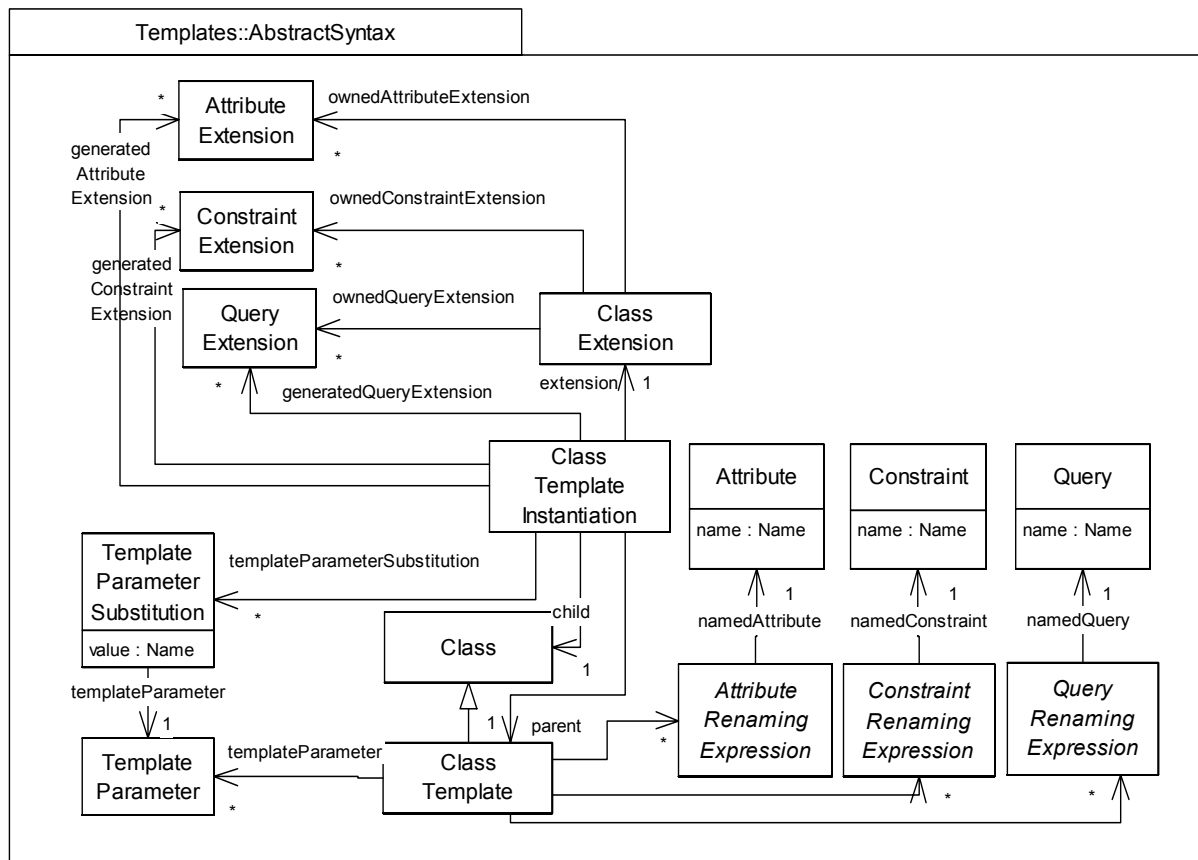 Templates::AbstractSyntax
*
Attribute
Extension
ownedAttributeExtension
*
generated
Attribute
Extension
*
Constraint
Extension
ownedConstraintExtension
*
generated
Constraint
Extension
Query
Extension
ownedQueryExtension
*
*
Class
Extension
generatedQueryExtension
extension
1
Class
Template
Instantiation
Attribute
name : Name
Constraint
name : Name
Query
name : Name
Template
Parameter
Substitution
value : Name
templateParameterSubstitution
*
child
1
Class
1
namedAttribute
1
namedConstraint
1
namedQuery
templateParameter
1
Template
Parameter
templateParameter
*
1
parent
Class
Template
*
Attribute
Renaming
Expression
Constraint
Renaming
Expression
*
Query
Renaming
Expression
*